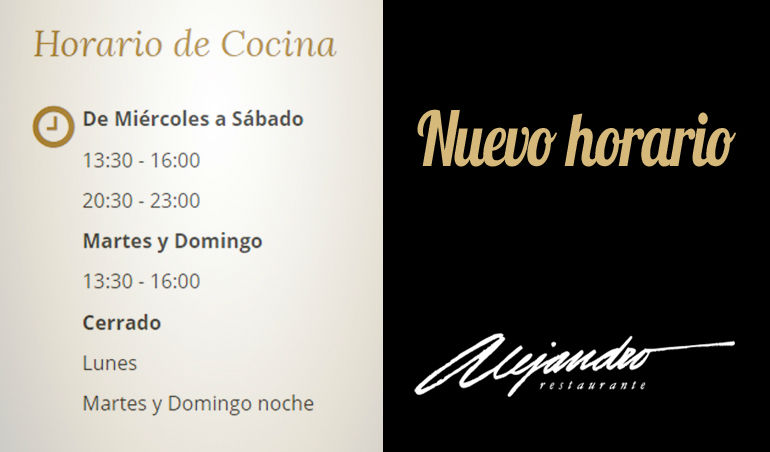 Horario de Cocina
De Miércoles a Sábado
13:30 - 16:00
20:30 - 23:00
Martes y Domingo
13:30 - 16:00
Cerrado
Lunes
Martes y Domingo noche
Nuevo horario
Alejandro
restaurante